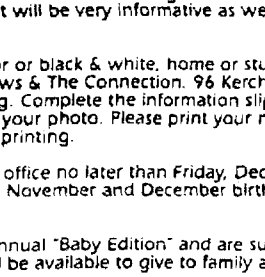 t will be very informative as we
r or black & white, home or stu
ws & The Connection. 96 Kerch
g. Complete the information slip
your photo. Please print your n
printing.
office no later than Friday, Dec
November and December birth
nnual "Baby Edition" and are su
l be available to give to family a